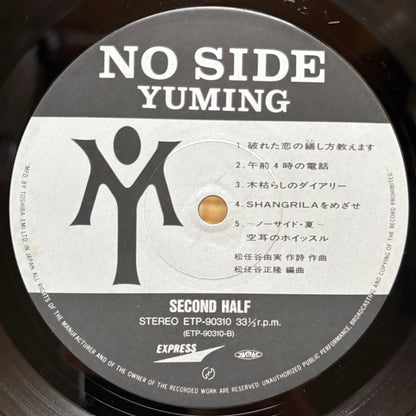 NO SIDE
YUMING
1. 破れた恋の繕し方教えます
2. 午前4時の電話
3. 木枯らしのダイアリー
4. SHANGRILAをめざせ
5. 〜ノーサイド・夏〜
空耳のホイッスル
松任谷由実 作詩 作曲
松任谷正隆 編曲
SECOND HALF
STEREO ETP-90310 33⅓r.p.m.
(ETP-90310-B)
EXPRESS
MFD. BY TOSHIBA EMI LTD. IN JAPAN ALL RIGHTS OF THE MANUFACTURER AND OF THE OWNER OF THE RECORDED WORK ARE RESERVED. UNAUTHORIZED PUBLIC PERFORMANCE, BROADCASTING AND COPYING OF THE RECORD PROHIBITED.